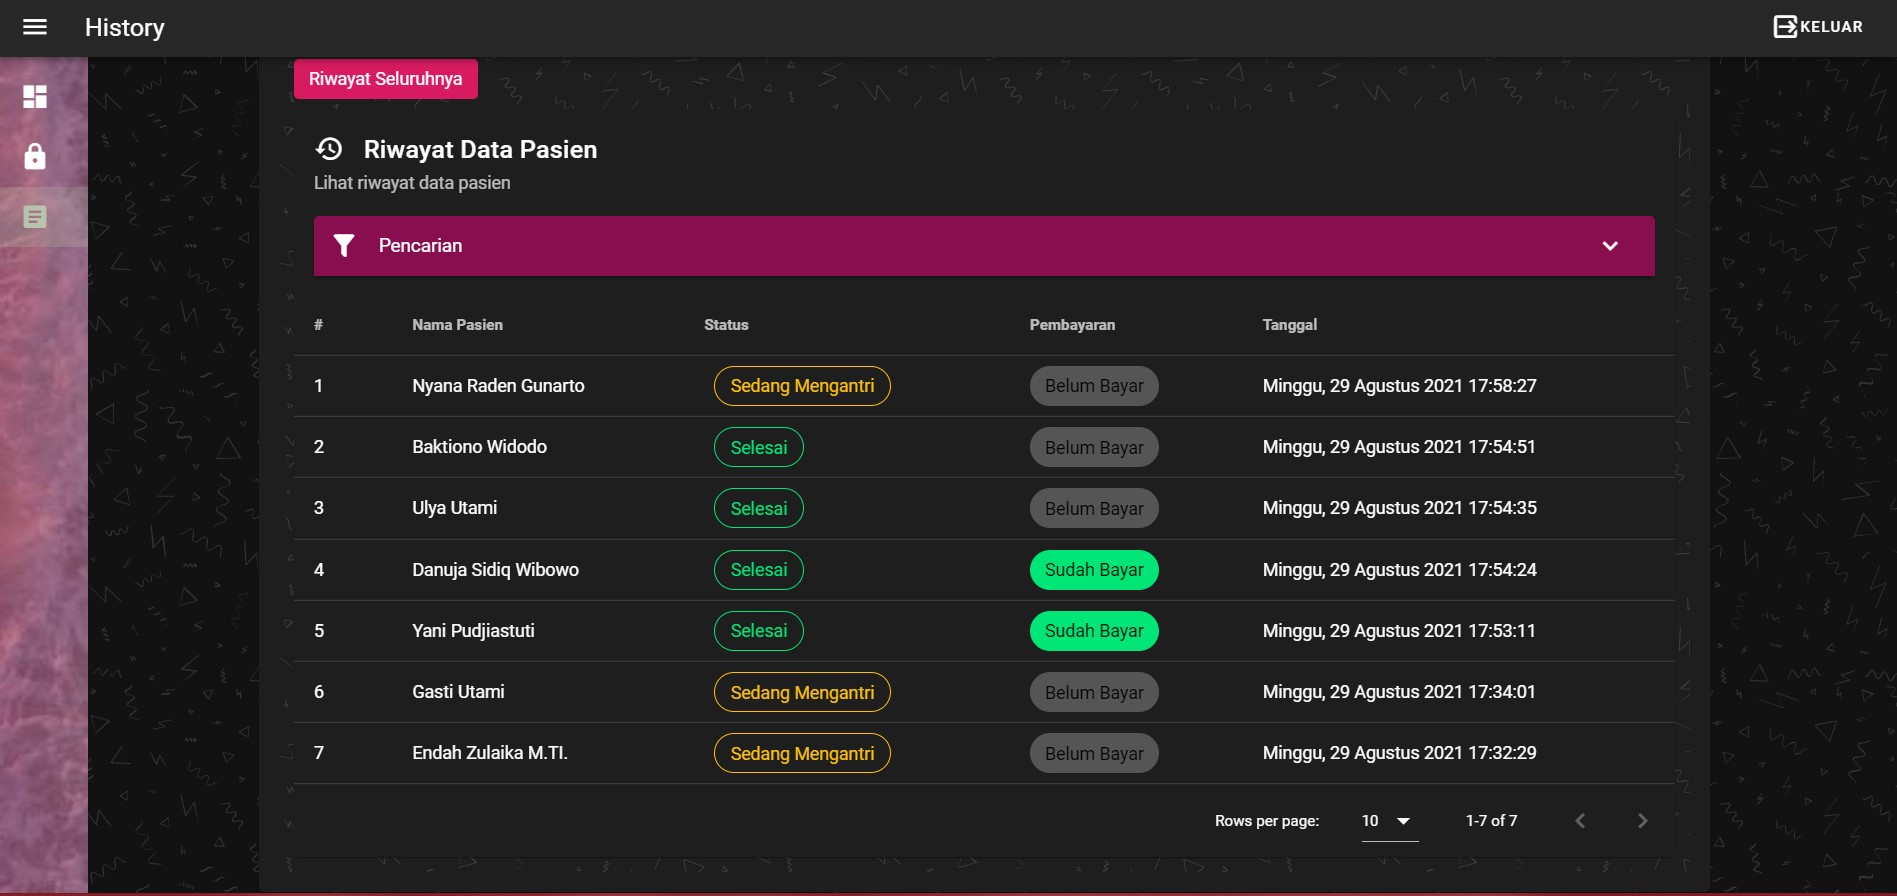 History
KELUAR
Riwayat Seluruhnya
Riwayat Data Pasien
Lihat riwayat data pasien
Pencarian
# Nama Pasien Status Pembayaran Tanggal
1 Nyana Raden Gunarto Sedang Mengantri Belum Bayar Minggu, 29 Agustus 2021 17:58:27
2 Baktiono Widodo Selesai Belum Bayar Minggu, 29 Agustus 2021 17:54:51
3 Ulya Utami Selesai Belum Bayar Minggu, 29 Agustus 2021 17:54:35
4 Danuja Sidiq Wibowo Selesai Sudah Bayar Minggu, 29 Agustus 2021 17:54:24
5 Yani Pudjiastuti Selesai Sudah Bayar Minggu, 29 Agustus 2021 17:53:11
6 Gasti Utami Sedang Mengantri Belum Bayar Minggu, 29 Agustus 2021 17:34:01
7 Endah Zulaika M.TI. Sedang Mengantri Belum Bayar Minggu, 29 Agustus 2021 17:32:29
Rows per page: 10 1-7 of 7